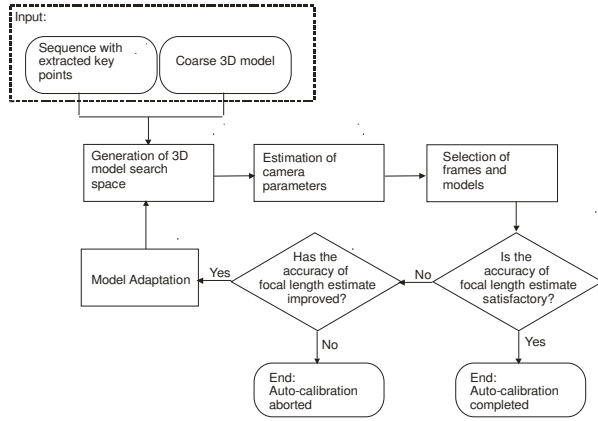 Input:
Sequence with
extracted key
points
Coarse 3D model
Generation of 3D
model search
space
Estimation of
camera
parameters
Selection of
frames and
models
Model Adaptation
Yes
Has the
accuracy of
focal length estimate
improved?
No
Is the
accuracy of
focal length estimate
satisfactory?
No
Yes
End:
Auto-calibration
aborted
End:
Auto-calibration
completed